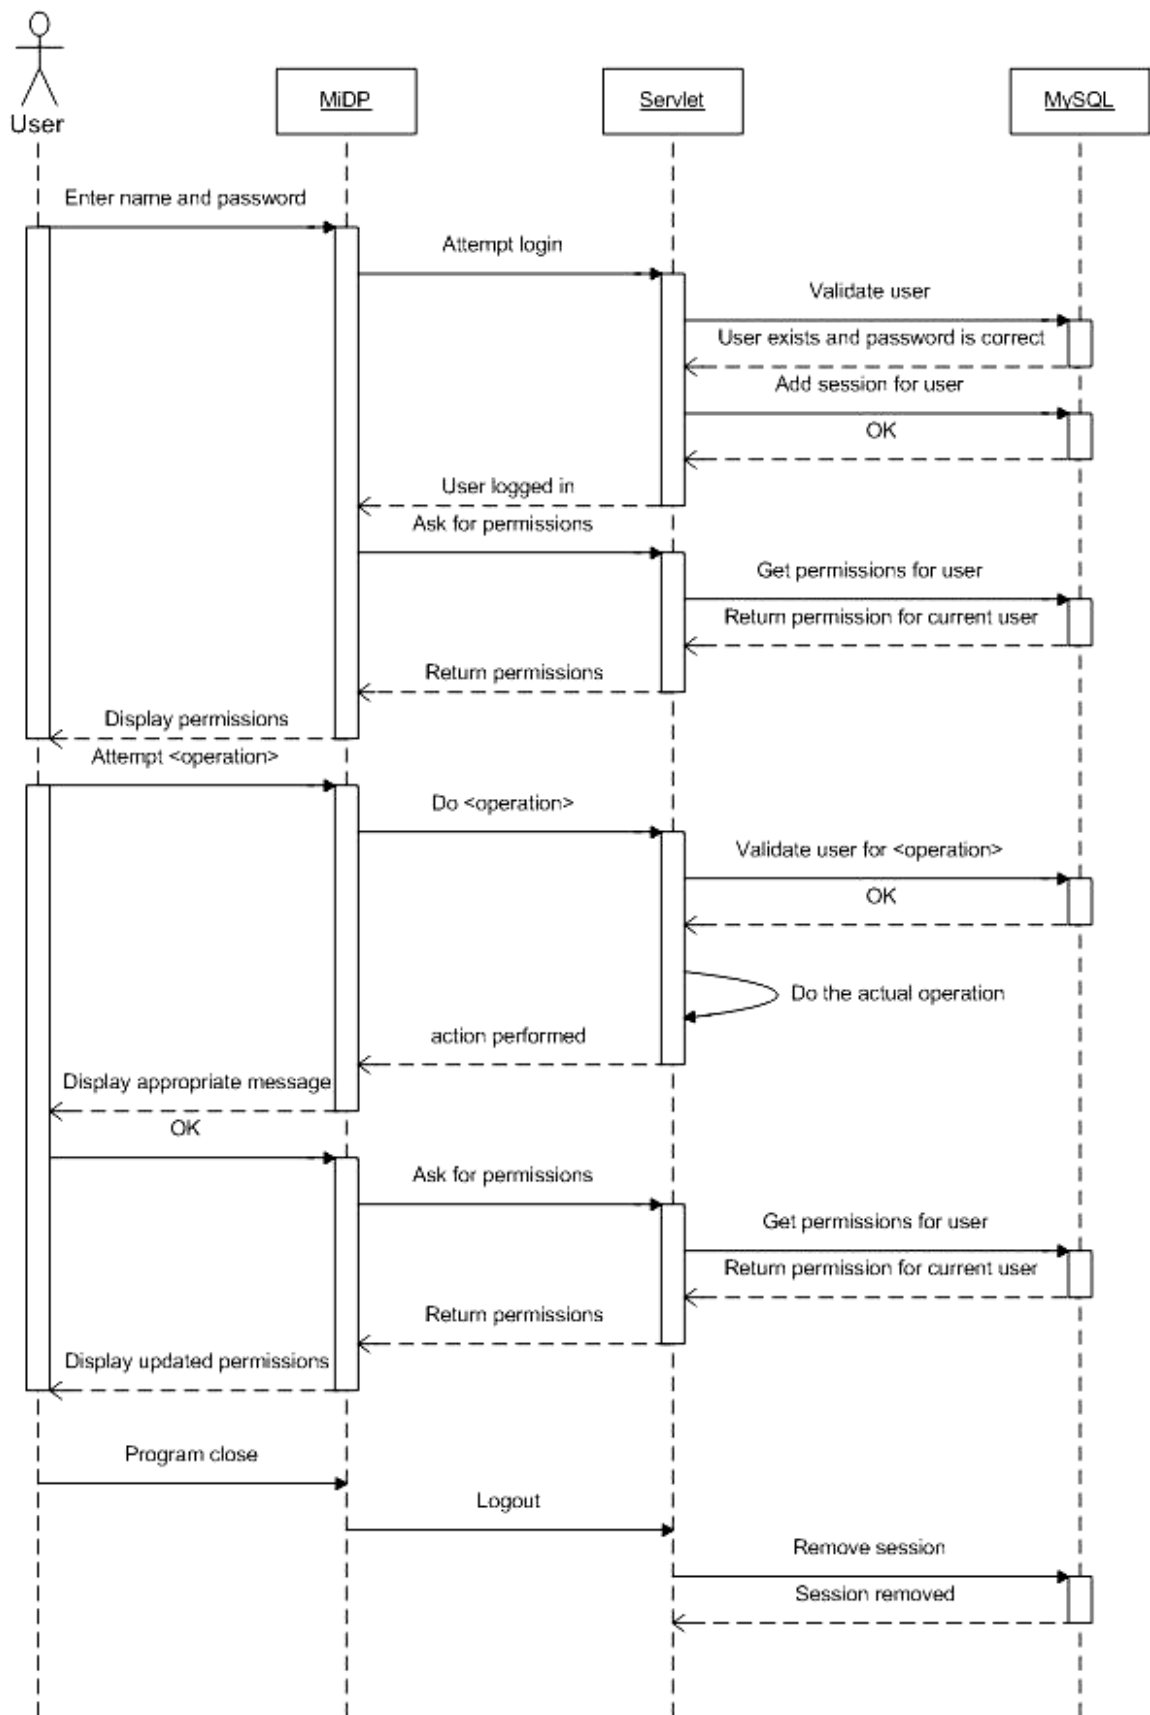 User
MiDP
Servlet
MySQL
Enter name and password
Attempt login
Validate user
User exists and password is correct
Add session for user
OK
User logged in
Ask for permissions
Get permissions for user
Return permission for current user
Return permissions
Display permissions
Attempt <operation>
Do <operation>
Validate user for <operation>
OK
Do the actual operation
action performed
Display appropriate message
OK
Ask for permissions
Get permissions for user
Return permission for current user
Return permissions
Display updated permissions
Program close
Logout
Remove session
Session removed